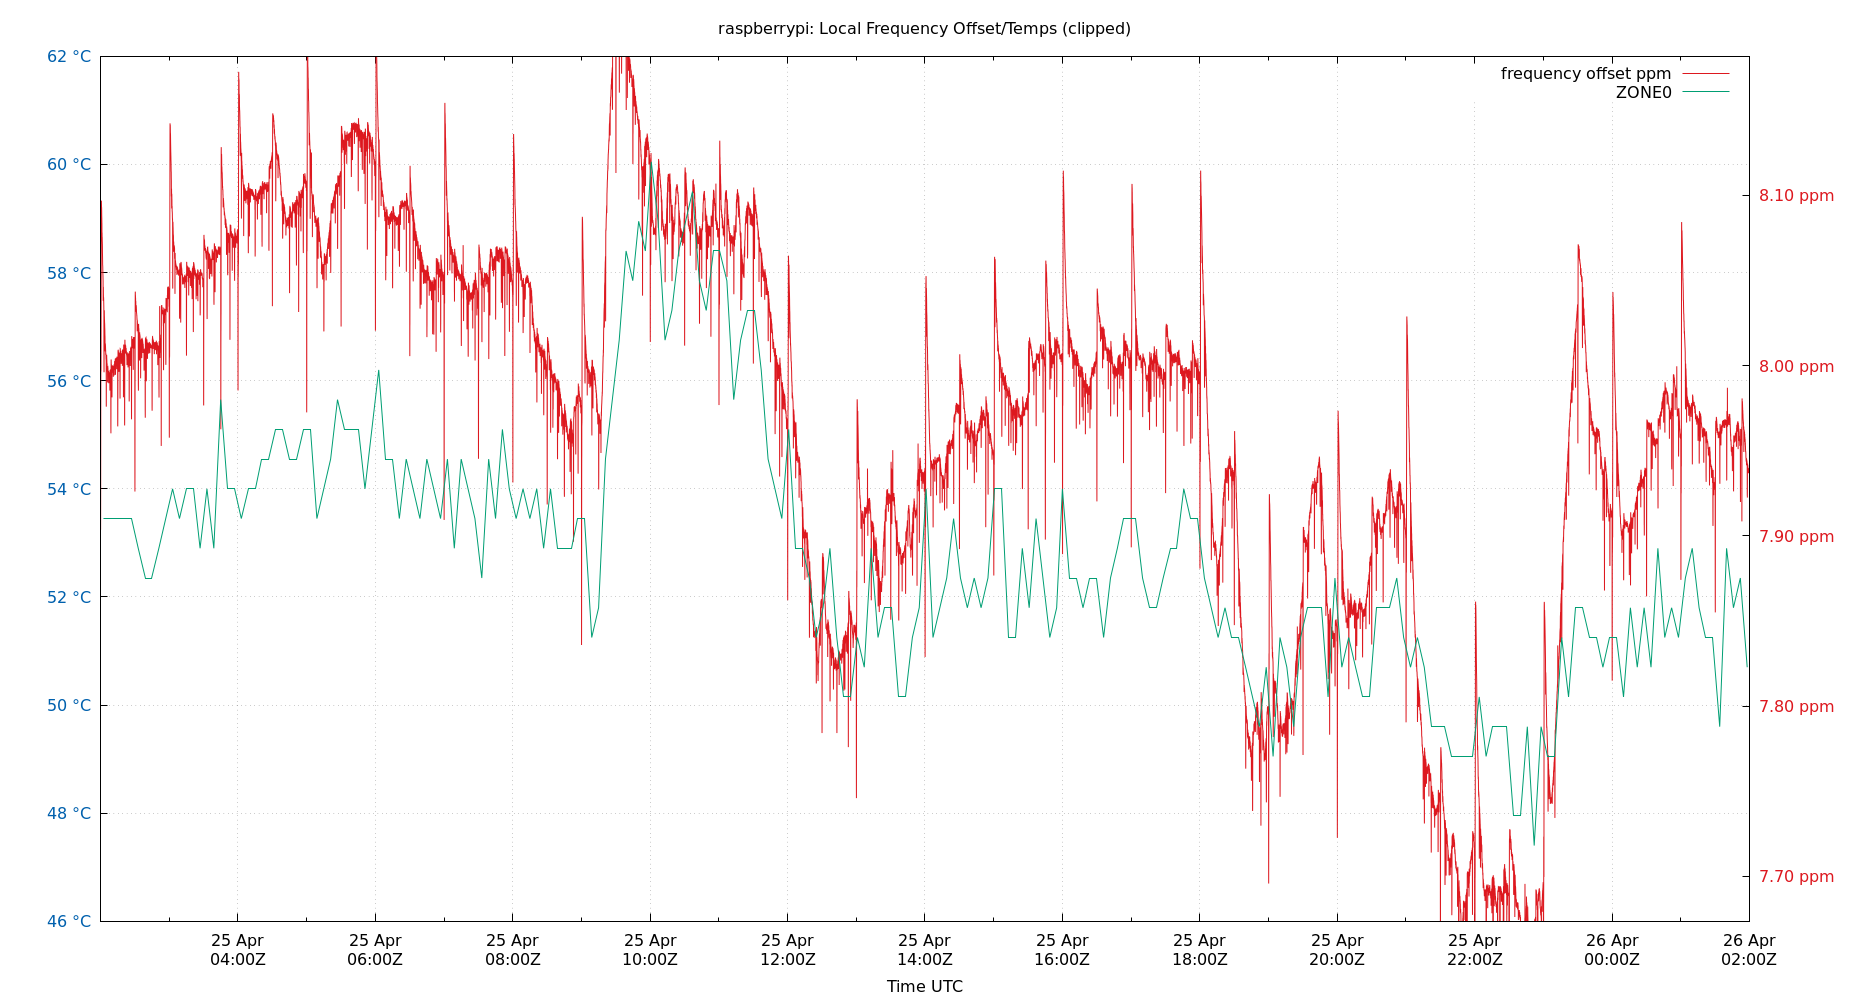 raspberrypi: Local Frequency Offset/Temps (clipped)
62 °C
60 °C
58 °C
56 °C
54 °C
52 °C
50 °C
48 °C
46 °C
frequency offset ppm
ZONE0
8.10 ppm
8.00 ppm
7.90 ppm
7.80 ppm
7.70 ppm
25 Apr
04:00Z
25 Apr
06:00Z
25 Apr
08:00Z
25 Apr
10:00Z
25 Apr
12:00Z
25 Apr
14:00Z
25 Apr
16:00Z
25 Apr
18:00Z
25 Apr
20:00Z
25 Apr
22:00Z
26 Apr
00:00Z
26 Apr
02:00Z
Time UTC